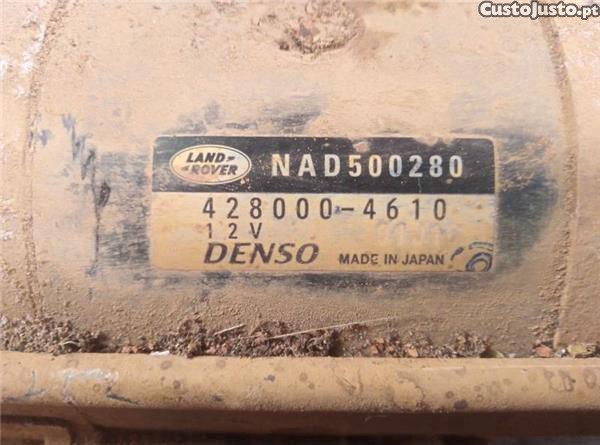 CustoJusto.pt
LAND ROVER
NAD500280
428000-4610
12V
DENSO MADE IN JAPAN